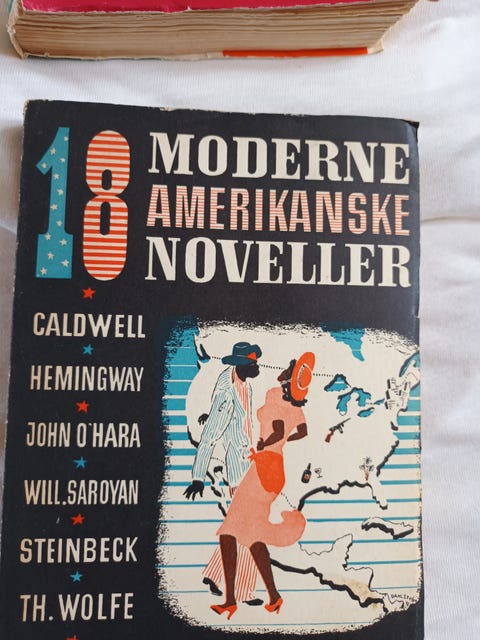 18 MODERNE
AMERIKANSKE
NOVELLER
CALDWELL
HEMINGWAY
JOHN O'HARA
WILL.SAROYAN
STEINBECK
TH. WOLFE